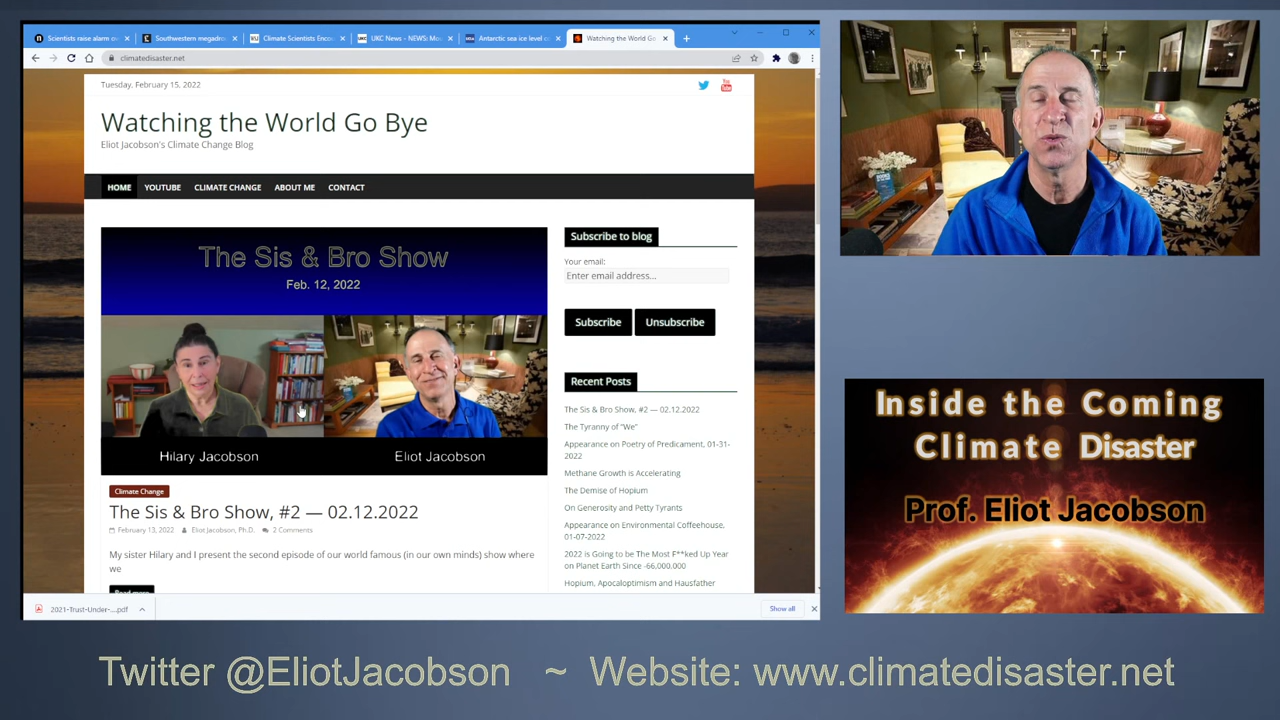 Scientists raise alarm ov
Southwestern megadro
Climate Scientists Enco
UKC News - NEWS: Mo
Antarctic sea ice level co
Watching the World Go
climatedisaster.net
Tuesday, February 15, 2022
Watching the World Go Bye
Eliot Jacobson's Climate Change Blog
HOME YOUTUBE CLIMATE CHANGE ABOUT ME CONTACT
The Sis & Bro Show
Feb. 12, 2022
Hilary Jacobson
Eliot Jacobson
Climate Change
The Sis & Bro Show, #2 — 02.12.2022
February 13, 2022 Eliot Jacobson, Ph.D. 2 Comments
My sister Hilary and I present the second episode of our world famous (in our own minds) show where
we
Read more
Subscribe to blog
Your email:
Enter email address...
Subscribe Unsubscribe
Recent Posts
The Sis & Bro Show, #2 — 02.12.2022
The Tyranny of "We"
Appearance on Poetry of Predicament, 01-31-
2022
Methane Growth is Accelerating
The Demise of Hopium
On Generosity and Petty Tyrants
Appearance on Environmental Coffeehouse,
01-07-2022
2022 is Going to be The Most F**ked Up Year
on Planet Earth Since -66,000.000
Hopium, Apocaloptimism and Hausfather
2021-Trust-Under-....pdf
Show all
Inside the Coming
Climate Disaster
Prof. Eliot Jacobson
Twitter @EliotJacobson ~ Website: www.climatedisaster.net